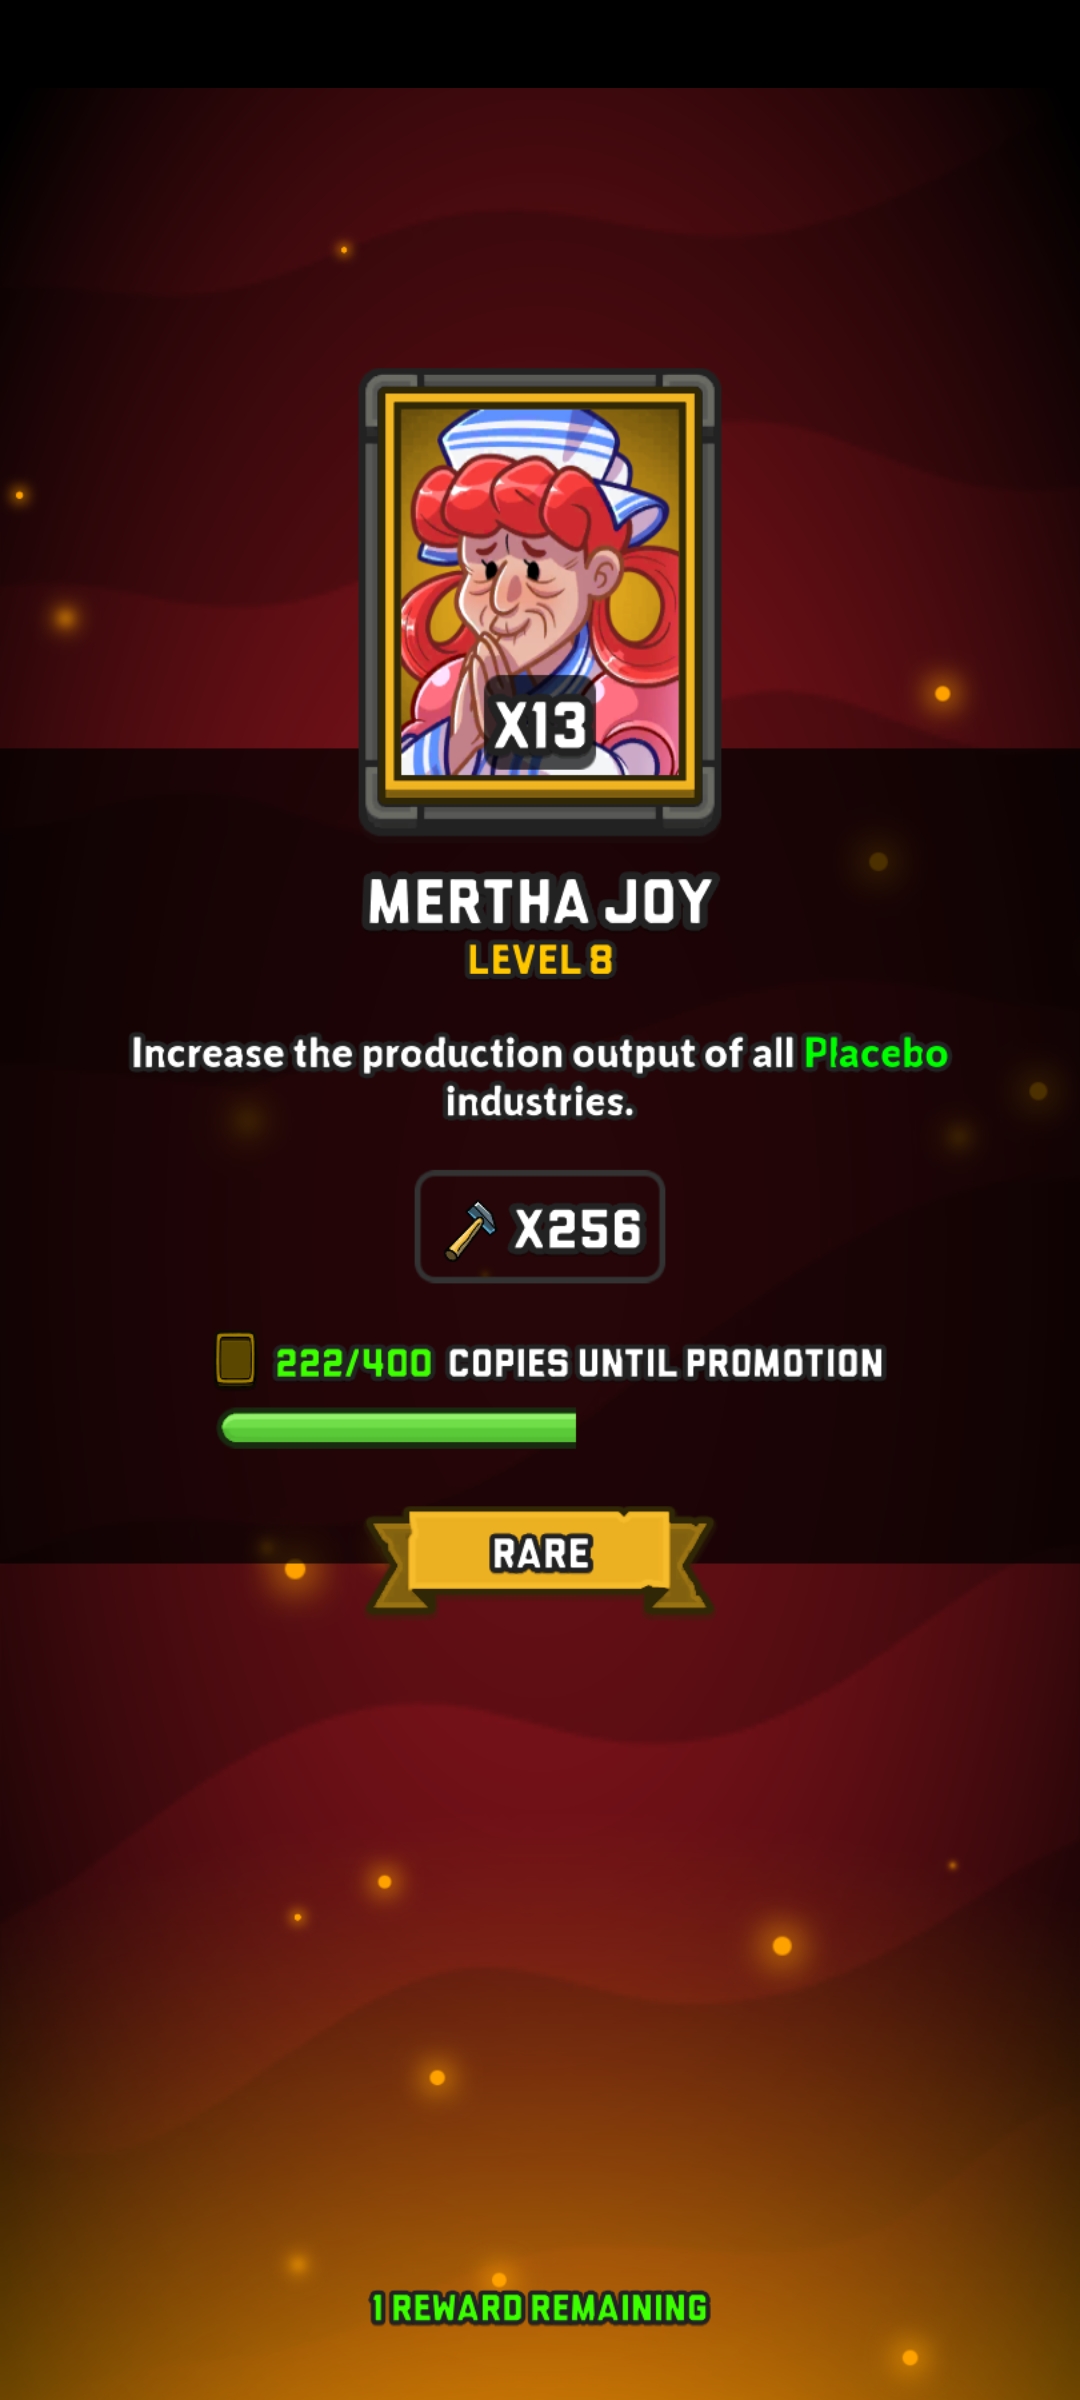 X13
MERTHA JOY
LEVEL 8
Increase the production output of all Placebo
industries.
X256
222/400 COPIES UNTIL PROMOTION
RARE
1 REWARD REMAINING